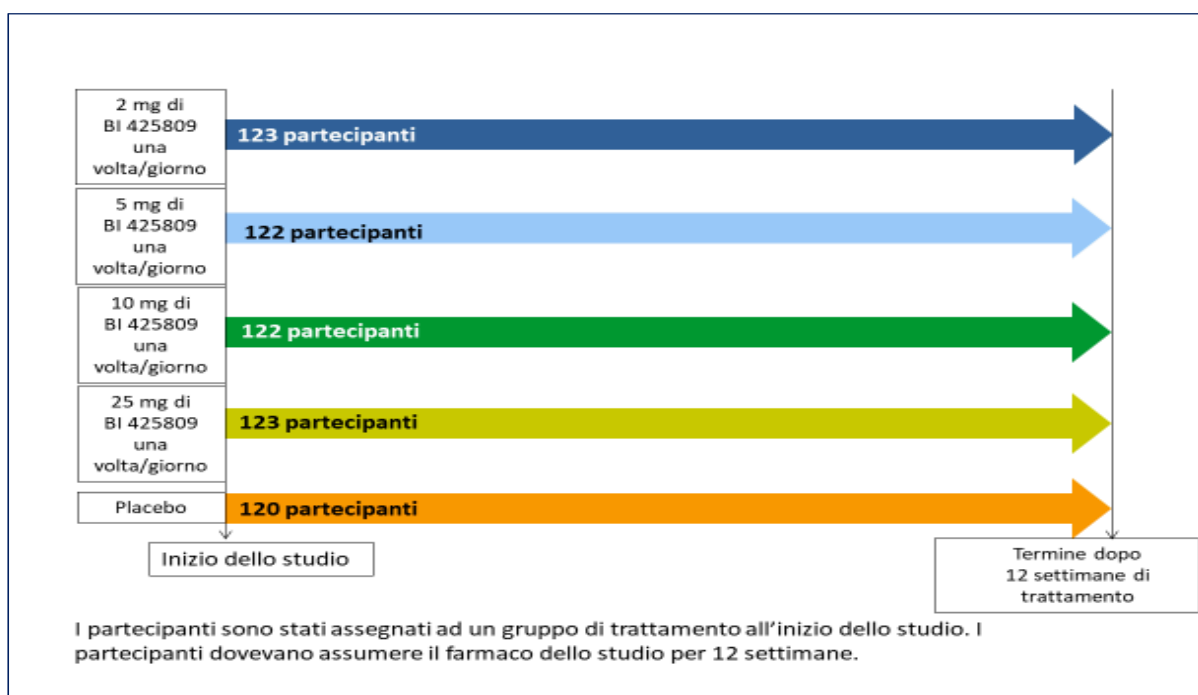 2 mg di
BI 425809
una
volta/giorno
123 partecipanti
5 mg di
BI 425809
una
volta/giorno
122 partecipanti
10 mg di
BI 425809
una
volta/giorno
122 partecipanti
25 mg di
BI 425809
una
volta/giorno
123 partecipanti
Placebo
120 partecipanti
Inizio dello studio
Termine dopo
12 settimane di
trattamento
I partecipanti sono stati assegnati ad un gruppo di trattamento all’inizio dello studio. I
partecipanti dovevano assumere il farmaco dello studio per 12 settimane.